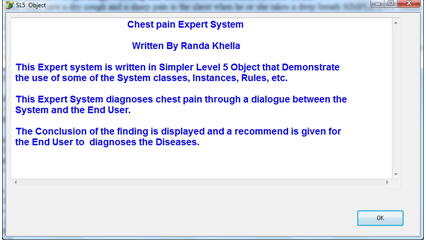 SL5 Object
Chest pain Expert System
Written By Randa Khella
This Expert system is written in Simpler Level 5 Object that Demonstrate
the use of some of the System classes, Instances, Rules, etc.
This Expert System diagnoses chest pain through a dialogue between the
System and the End User.
The Conclusion of the finding is displayed and a recommend is given for
the End User to diagnoses the Diseases.
OK